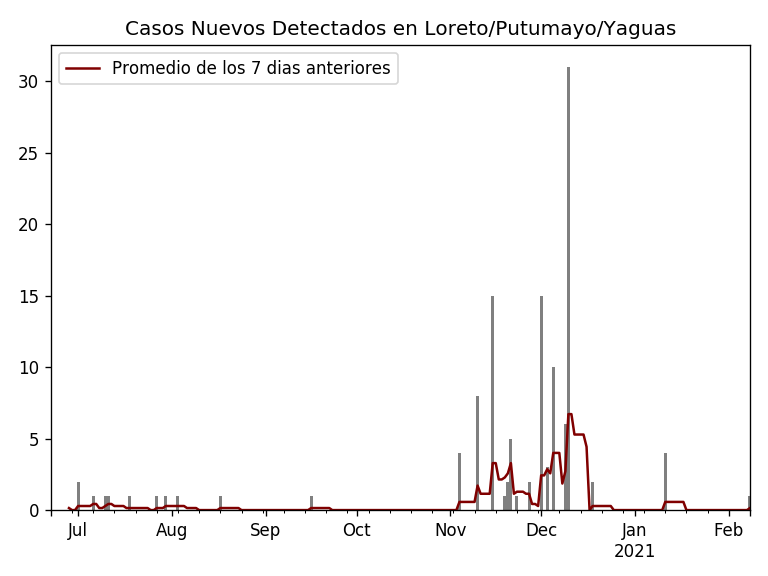 Casos Nuevos Detectados en Loreto/Putumayo/Yaguas
Promedio de los 7 dias anteriores
30
25
20
15
10
5
0
Jul Aug Sep Oct Nov Dec Jan Feb
2021